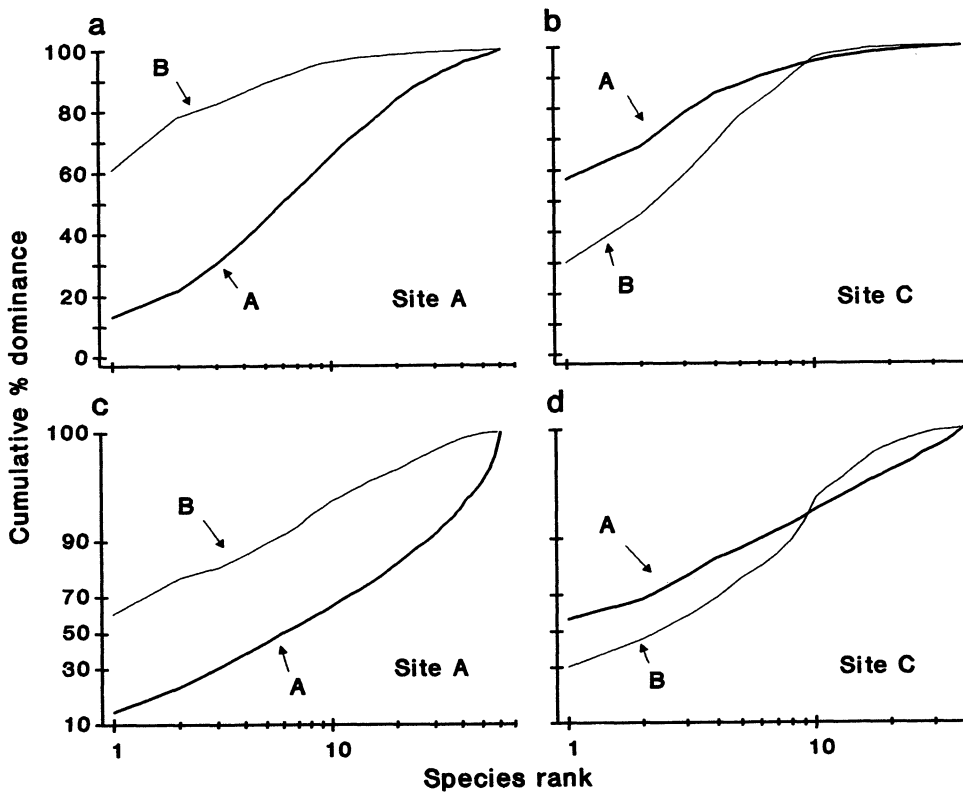 a
b
100
80
60
40
20
0
B
A
Site A
A
B
Site C
Cumulative % dominance
c
d
100
90
70
50
30
10
B
A
Site A
A
B
Site C
1
10
1
10
Species rank